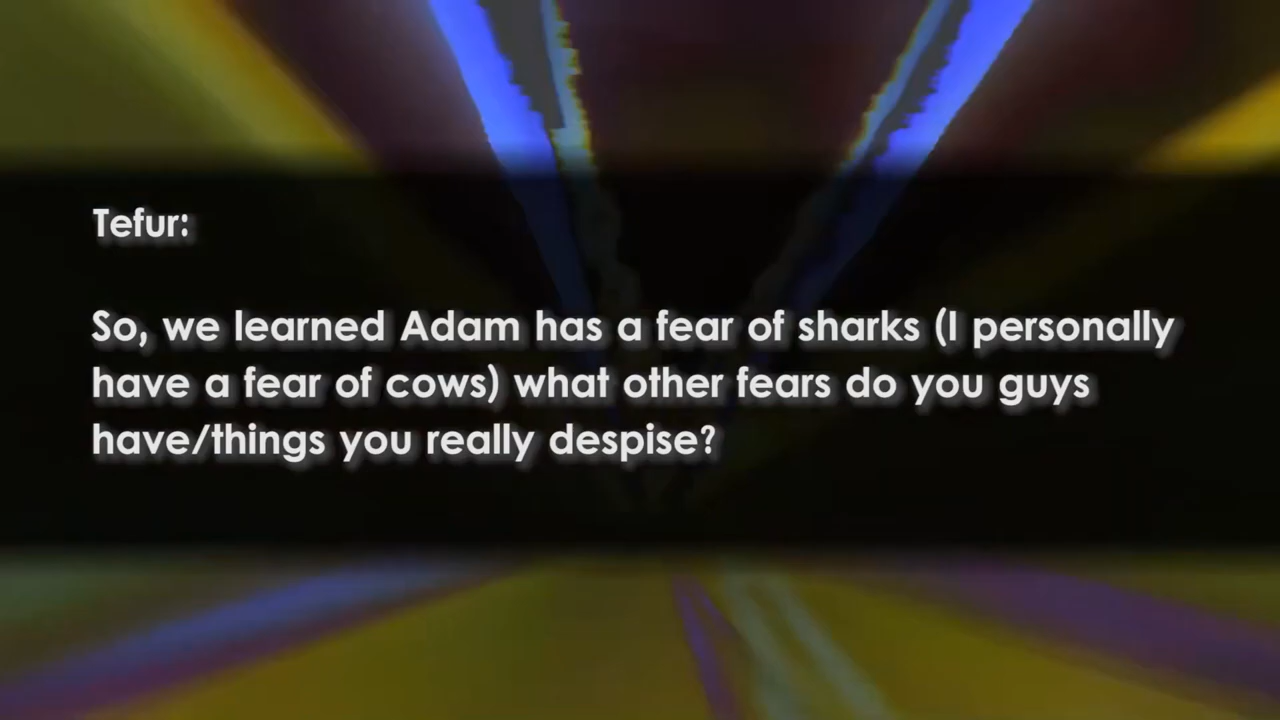 Tefur:
So, we learned Adam has a fear of sharks (I personally
have a fear of cows) what other fears do you guys
have/things you really despise?